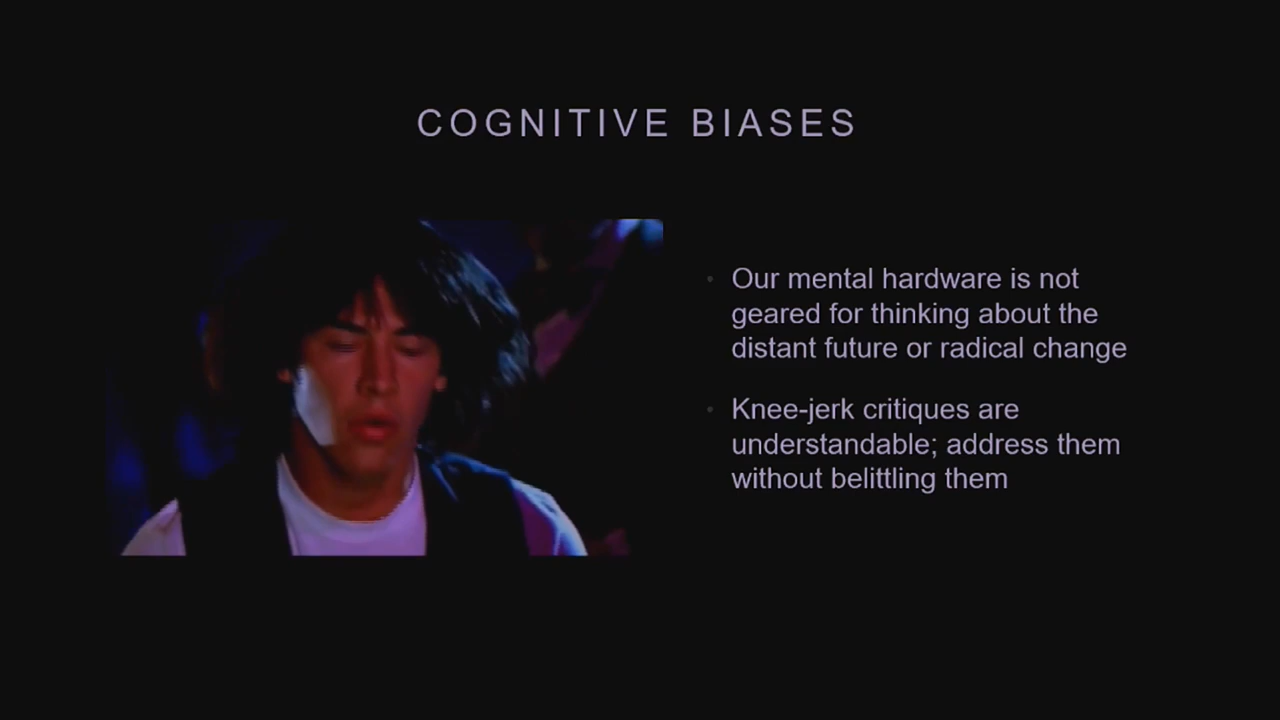 COGNITIVE BIASES
Our mental hardware is not
geared for thinking about the
distant future or radical change
Knee-jerk critiques are
understandable; address them
without belittling them